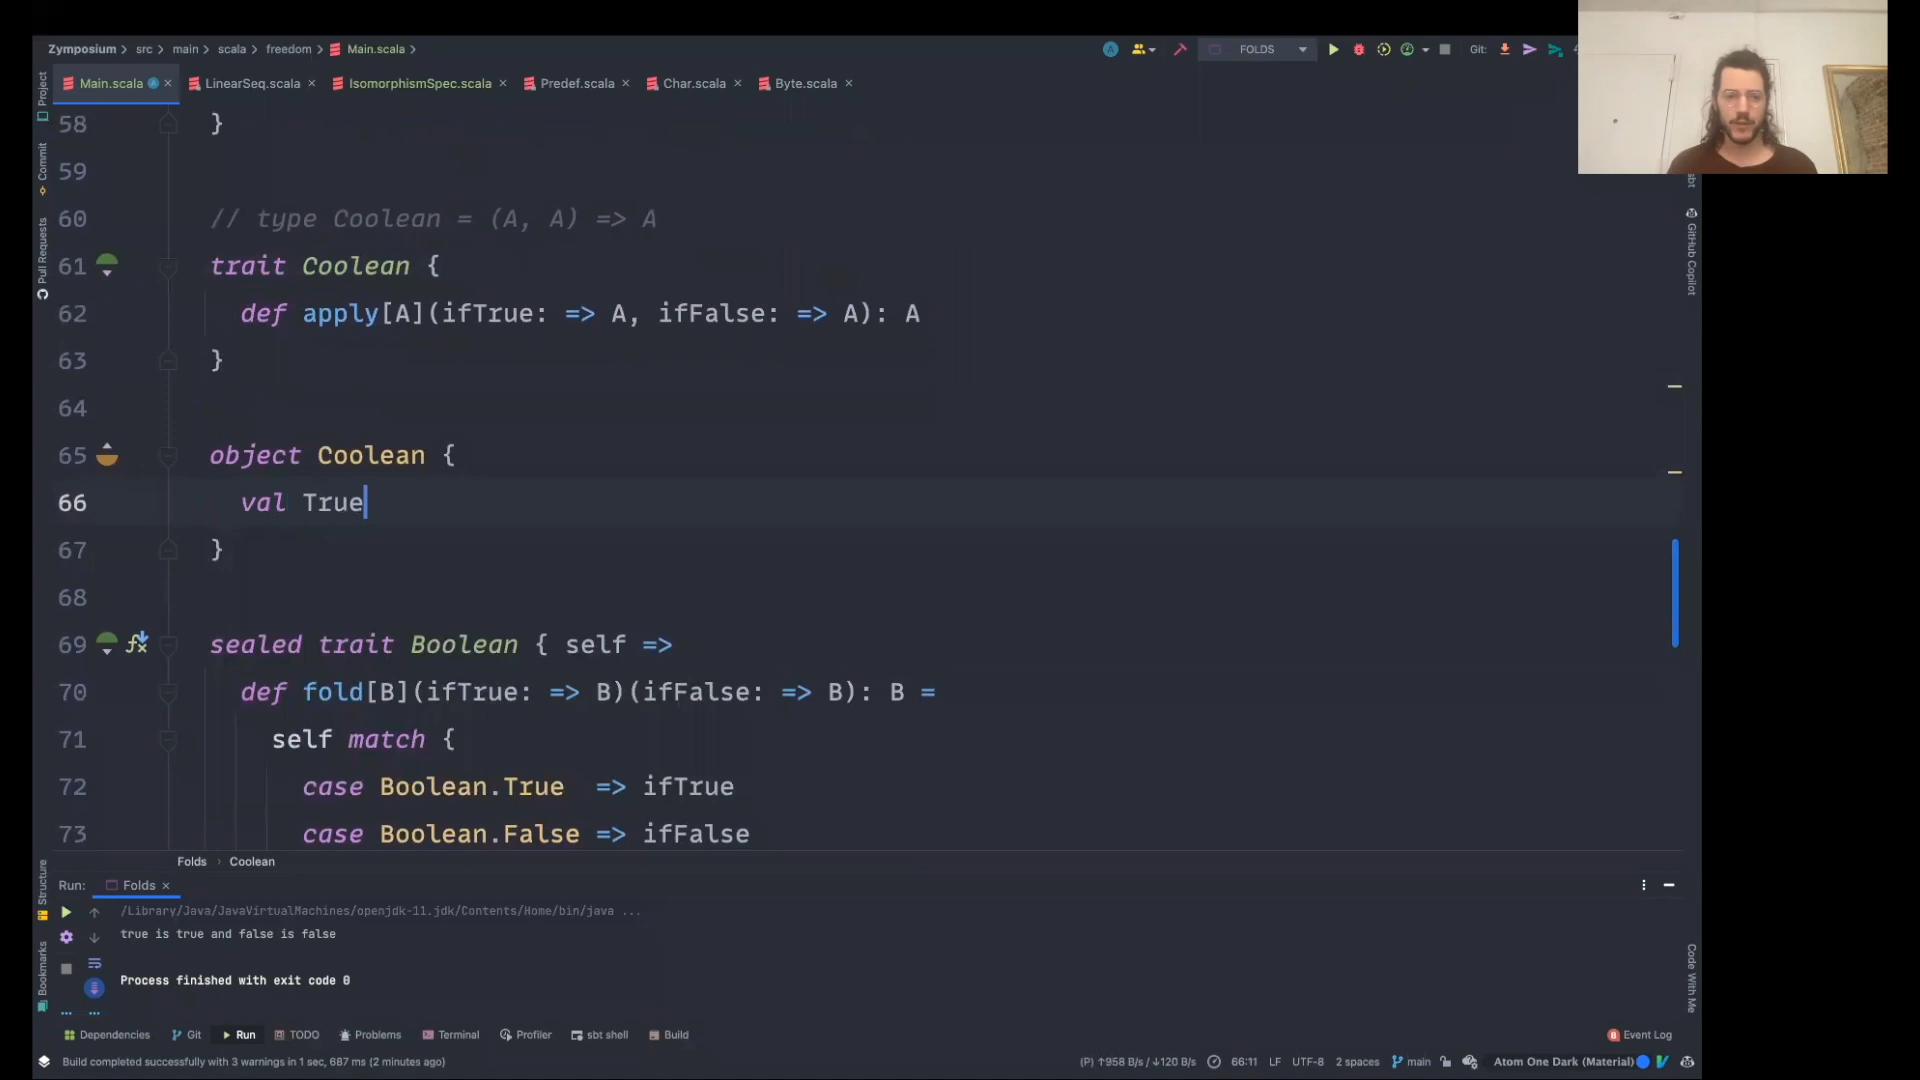 Zymposium > src > main > scala > freedom > Main.scala >
FOLDS
Git:
Main.scala
LinearSeq.scala
IsomorphismSpec.scala
Predef.scala
Char.scala
Byte.scala
Project
Commit
Pull Requests
sbt
GitHub Copilot
58 }
59
60 // type Coolean = (A, A) => A
61 trait Coolean {
62 def apply[A](ifTrue: => A, ifFalse: => A): A
63 }
64
65 object Coolean {
66 val True
67 }
68
69 sealed trait Boolean { self =>
70 def fold[B](ifTrue: => B)(ifFalse: => B): B =
71 self match {
72 case Boolean.True => ifTrue
73 case Boolean.False => ifFalse
Folds > Coolean
Structure
Bookmarks
Code With Me
Run: Folds
/Library/Java/JavaVirtualMachines/openjdk-11.jdk/Contents/Home/bin/java ...
true is true and false is false
Process finished with exit code 0
Dependencies Git Run TODO Problems Terminal Profiler sbt shell Build
8 Event Log
Build completed successfully with 3 warnings in 1 sec, 687 ms (2 minutes ago)
(P) ↑958 B/s / ↓120 B/s 66:11 LF UTF-8 2 spaces main Atom One Dark (Material)